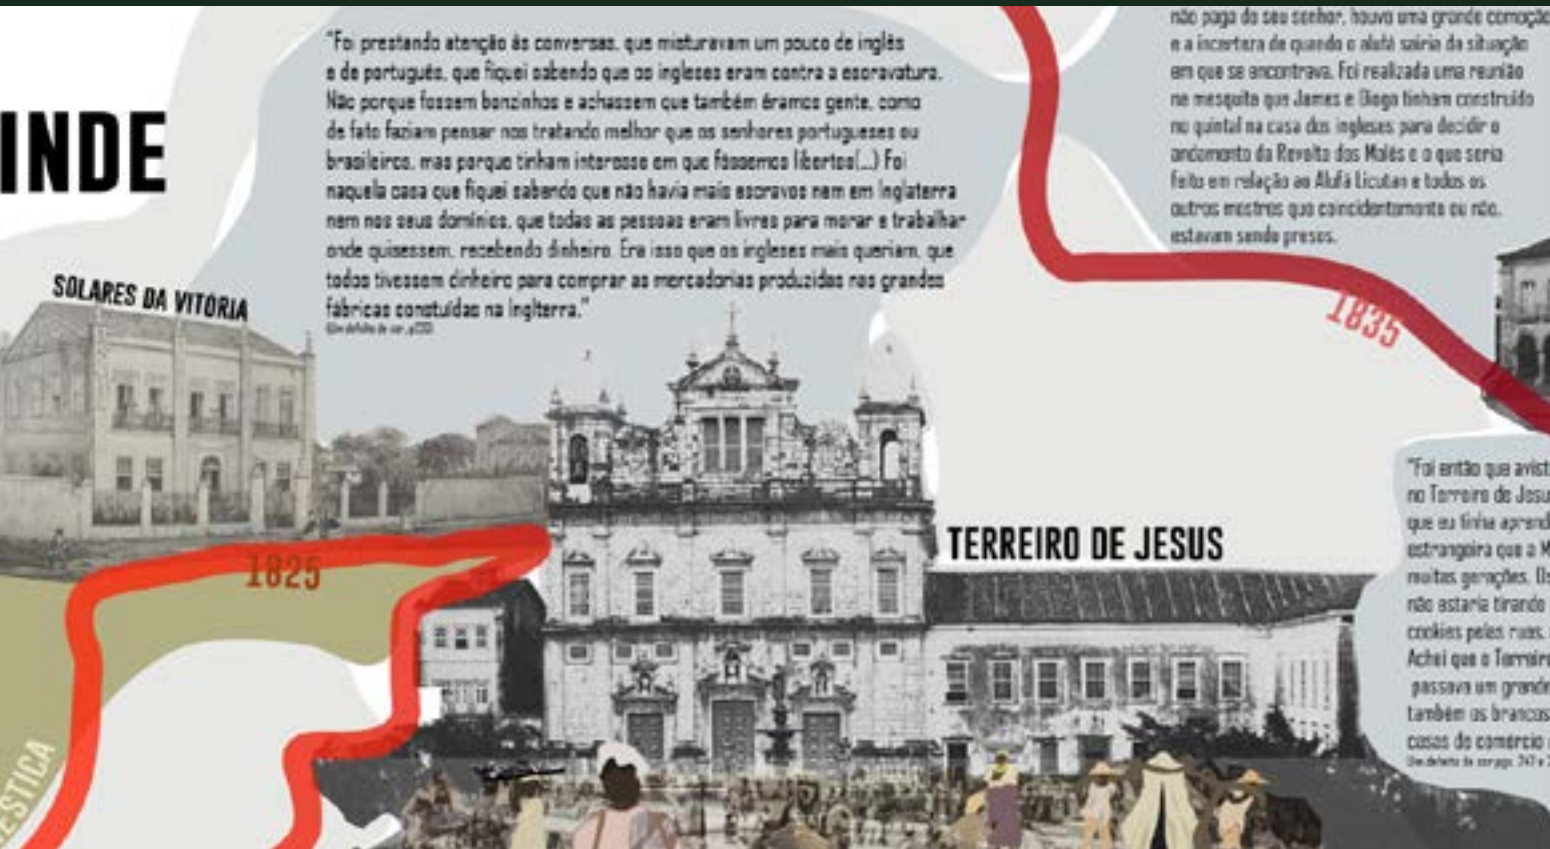 "Foi prestando atenção às conversas, que misturavam um pouco de inglês
e de português, que fiquei sabendo que os ingleses eram contra a escravatura.
Não porque fossem bonzinhos e achassem que também éramos gente, como
de fato faziam pensar nos tratando melhor que os senhores portugueses ou
brasileiros, mas porque tinham interesse em que fôssemos libertos(...) Foi
naquela casa que fiquei sabendo que não havia mais escravos nem em Inglaterra
nem nos seus domínios, que todas as pessoas eram livres para morar e trabalhar
onde quisessem, recebendo dinheiro. Era isso que os ingleses mais queriam, que
todos tivessem dinheiro para comprar as mercadorias produzidas nas grandes
fábricas constuídas na Inglterra."
não paga do seu senhor, houve uma grande comoção
e a incerteza de quando o alufá sairia da situação
em que se encontrava. Foi realizada uma reunião
na mesquita que James e Diogo tinham construído
no quintal na casa dos ingleses para decidir o
andamento da Revolta dos Malês e o que seria
feito em relação ao Alufá Licutan e todos os
outros mestres que coincidentemente ou não,
estavam sendo presos.
INDE
SOLARES DA VITÓRIA
1835
1825
TERREIRO DE JESUS
"Foi então que avist
no Terreiro de Jesu
que eu tinha aprend
estrangeira que a M
muitas gerações. Os
não estaria tirando
cookies pelas ruas.
Achei que o Terreiro
passava um grande
também os brancos
casas de comércio
ÉSTICA